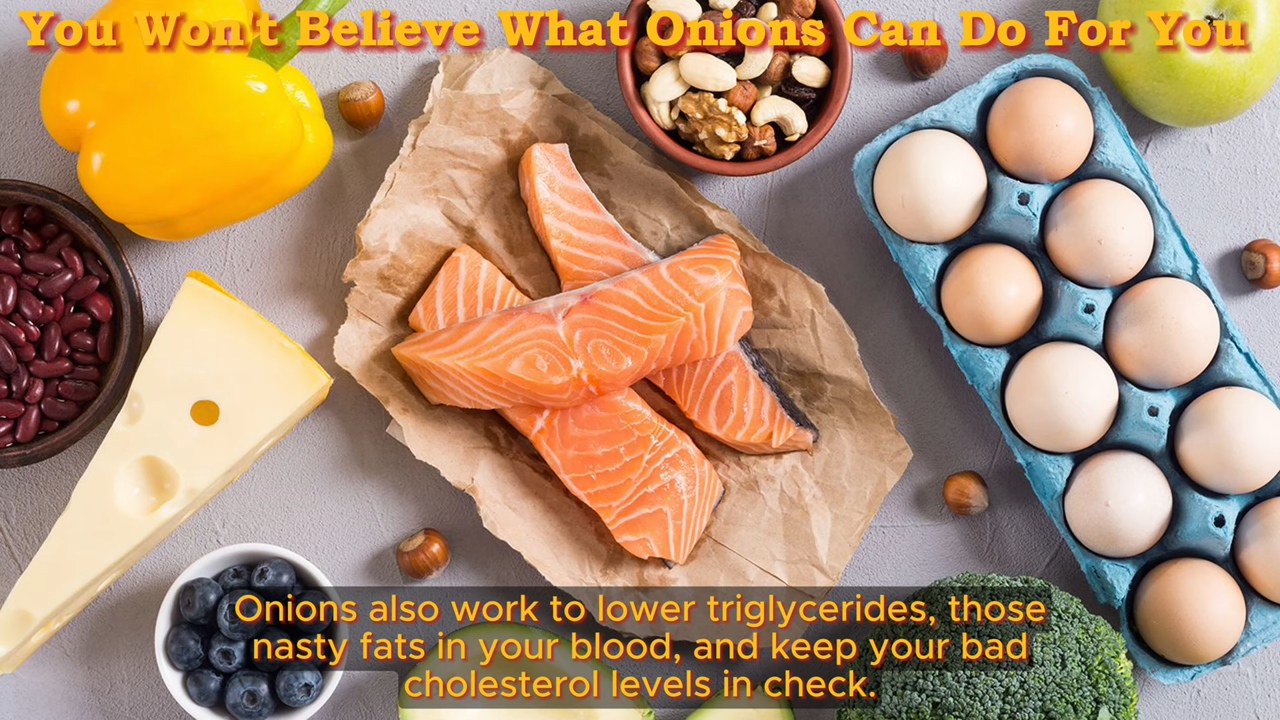 You Won't Believe What Onions Can Do For You
Onions also work to lower triglycerides, those
nasty fats in your blood, and keep your bad
cholesterol levels in check.